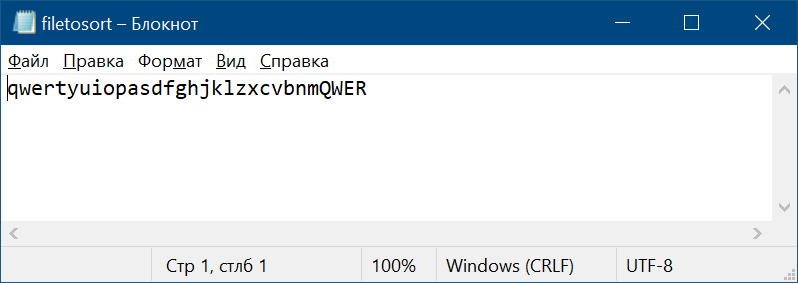 filetosort – Блокнот
Файл Правка Формат Вид Справка
qwertyuiopasdfghjklzxcvbnmQWER
Стр 1, стлб 1 100% Windows (CRLF) UTF-8